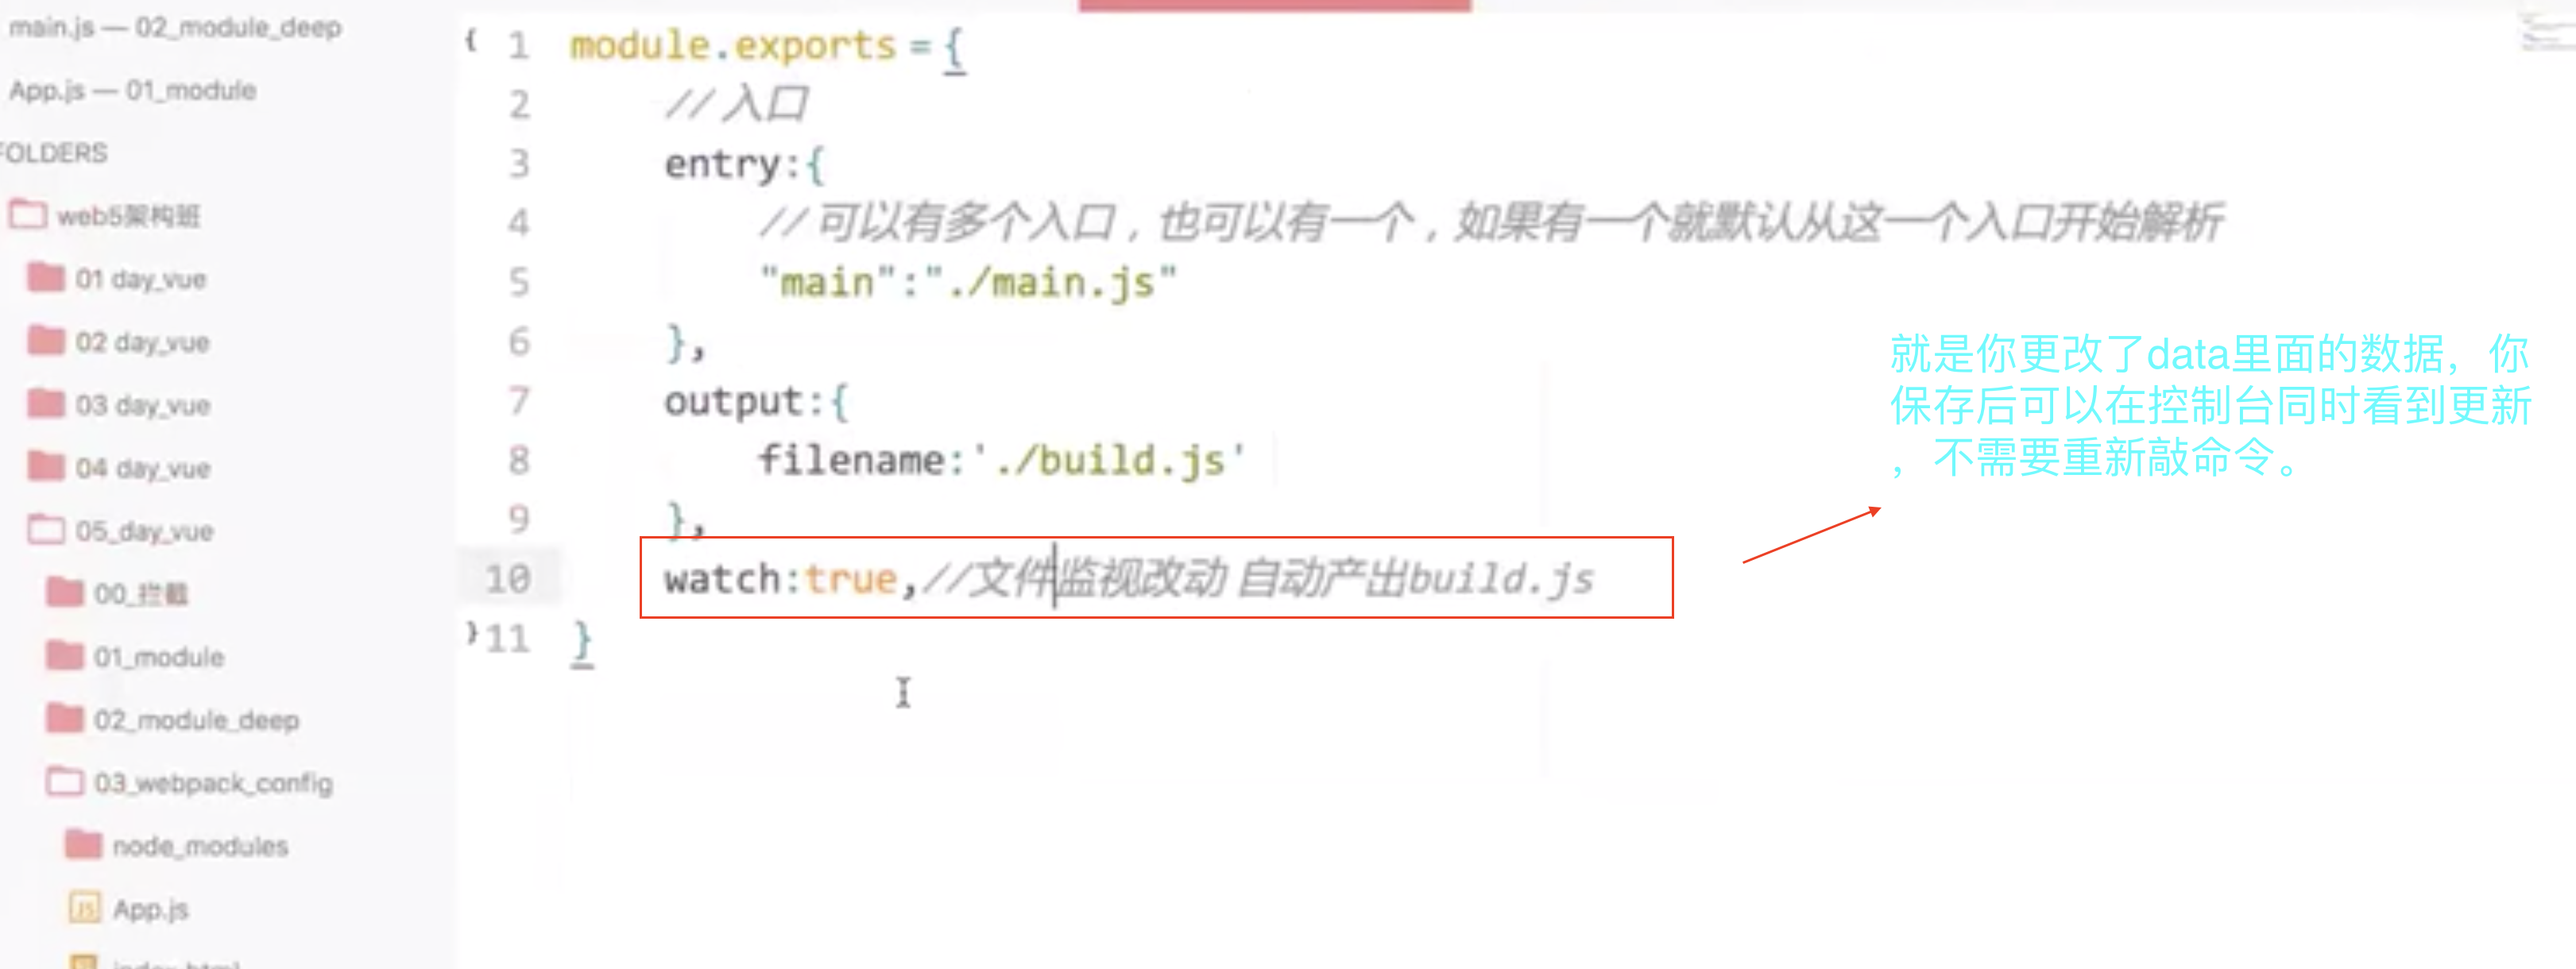 main.js — 02_module_deep
App.js — 01_module
FOLDERS
web5架构班
01 day_vue
02 day_vue
03 day_vue
04 day_vue
05_day_vue
00_拦截
01_module
02_module_deep
03_webpack_config
node_modules
App.js
index.html
1 module.exports = {
2 // 入口
3 entry:{
4 // 可以有多个入口，也可以有一个，如果有一个就默认从这一个入口开始解析
5 "main":"./main.js"
6 },
7 output:{
8 filename:'./build.js'
9 },
10 watch:true,//文件监视改动 自动产出build.js
11 }
就是你更改了data里面的数据，你
保存后可以在控制台同时看到更新
，不需要重新敲命令。